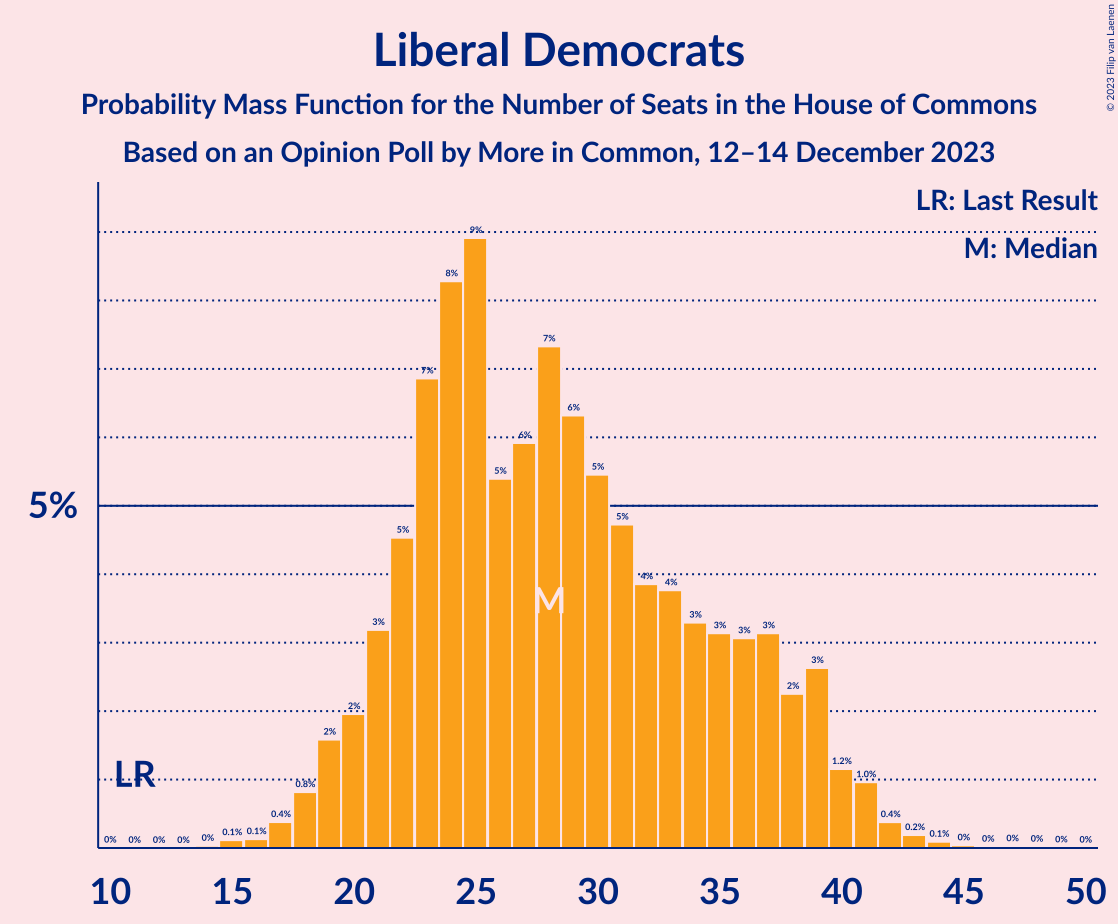 Liberal Democrats
Probability Mass Function for the Number of Seats in the House of Commons
Based on an Opinion Poll by More in Common, 12–14 December 2023
© 2023 Filip van Laenen
LR: Last Result
M: Median
5%
0% 0% 0% 0% 0% 0.1% 0.1% 0.4% 0.8% 2% 2% 3% 5% 7% 8% 9% 5% 6% 7% 6% 5% 5% 4% 4% 3% 3% 3% 3% 2% 3% 1.2% 1.0% 0.4% 0.2% 0.1% 0% 0% 0% 0% 0% 0%
M
LR
10 15 20 25 30 35 40 45 50